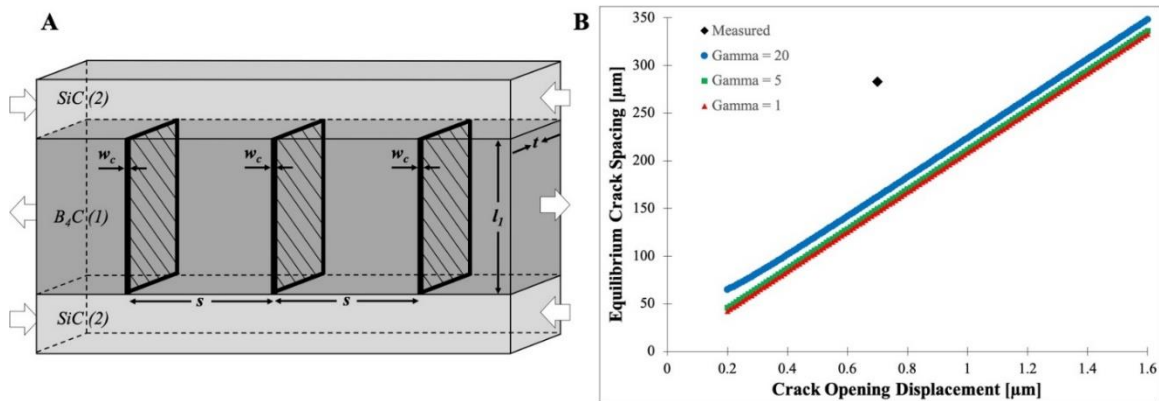 A
SiC (2)
w_c
w_c
w_c
t
B₄C (1)
l₁
s
s
SiC (2)
B
Measured
Gamma = 20
Gamma = 5
Gamma = 1
Equilibrium Crack Spacing [µm]
350
300
250
200
150
100
50
0
0 0.2 0.4 0.6 0.8 1 1.2 1.4 1.6
Crack Opening Displacement [µm]